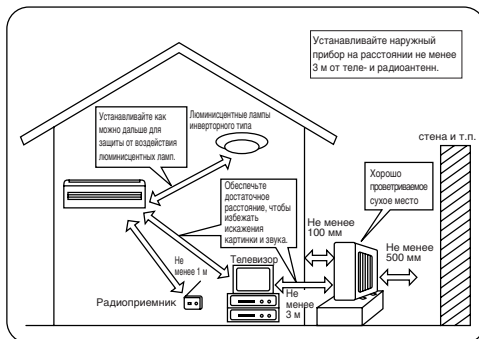 Устанавливайте наружный
прибор на расстоянии не менее
3 м от теле- и радиоантенн.
Устанавливайте как
можно дальше для
защиты от воздействия
люминисцентных ламп.
Люминисцентные лампы
инверторного типа
стена и т.п.
Обеспечьте
достаточное
расстояние, чтобы
избежать
искажения
картинки и звука.
Хорошо
проветриваемое
сухое место
Не менее
100 мм
Не менее
500 мм
Не
менее 1 м
Телевизор
Радиоприемник
Не
менее
3 м